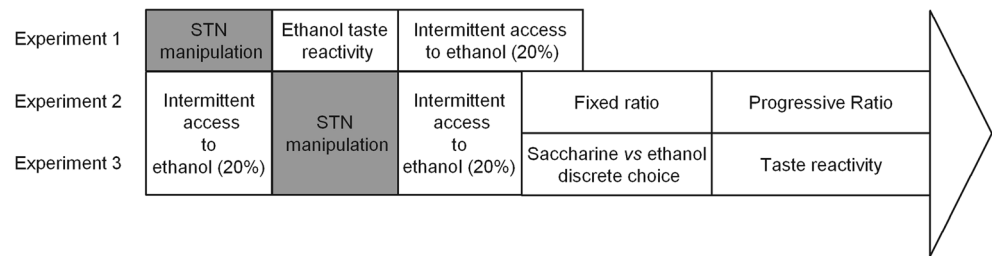 Experiment 1
STN
manipulation
Ethanol taste
reactivity
Intermittent access
to ethanol (20%)
Experiment 2
Experiment 3
Intermittent
access
to
ethanol (20%)
STN
manipulation
Intermittent
access
to
ethanol (20%)
Fixed ratio
Progressive Ratio
Saccharine vs ethanol
discrete choice
Taste reactivity